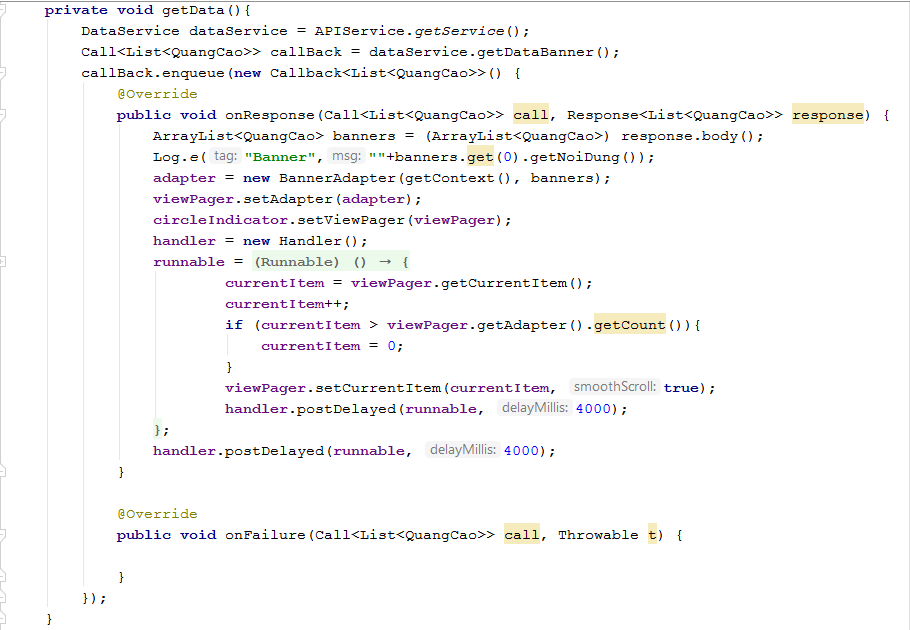 private void getData(){
    DataService dataService = APIService.getService();
    Call<List<QuangCao>> callBack = dataService.getDataBanner();
    callBack.enqueue(new Callback<List<QuangCao>>() {
        @Override
        public void onResponse(Call<List<QuangCao>> call, Response<List<QuangCao>> response) {
            ArrayList<QuangCao> banners = (ArrayList<QuangCao>) response.body();
            Log.e( tag: "Banner", msg: ""+banners.get(0).getNoiDung());
            adapter = new BannerAdapter(getContext(), banners);
            viewPager.setAdapter(adapter);
            circleIndicator.setViewPager(viewPager);
            handler = new Handler();
            runnable = (Runnable) () → {
                    currentItem = viewPager.getCurrentItem();
                    currentItem++;
                    if (currentItem > viewPager.getAdapter().getCount()){
                        currentItem = 0;
                    }
                    viewPager.setCurrentItem(currentItem, smoothScroll: true);
                    handler.postDelayed(runnable, delayMillis: 4000);
            };
            handler.postDelayed(runnable, delayMillis: 4000);
        }

        @Override
        public void onFailure(Call<List<QuangCao>> call, Throwable t) {

        }
    });
}